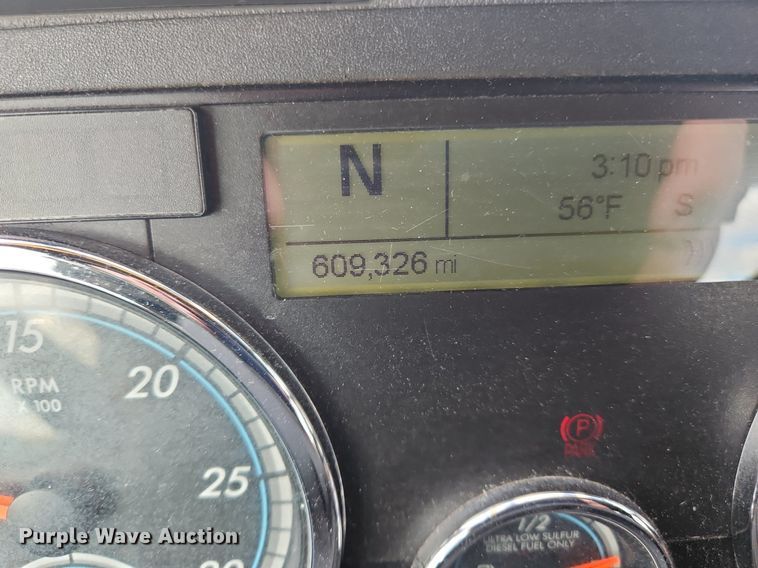 N
3:10 pm
56°F S
609,326 mi
15
20
RPM
X 100
25
P
PARK
1/2
ULTRA LOW SULFUR
DIESEL FUEL ONLY
Purple Wave Auction